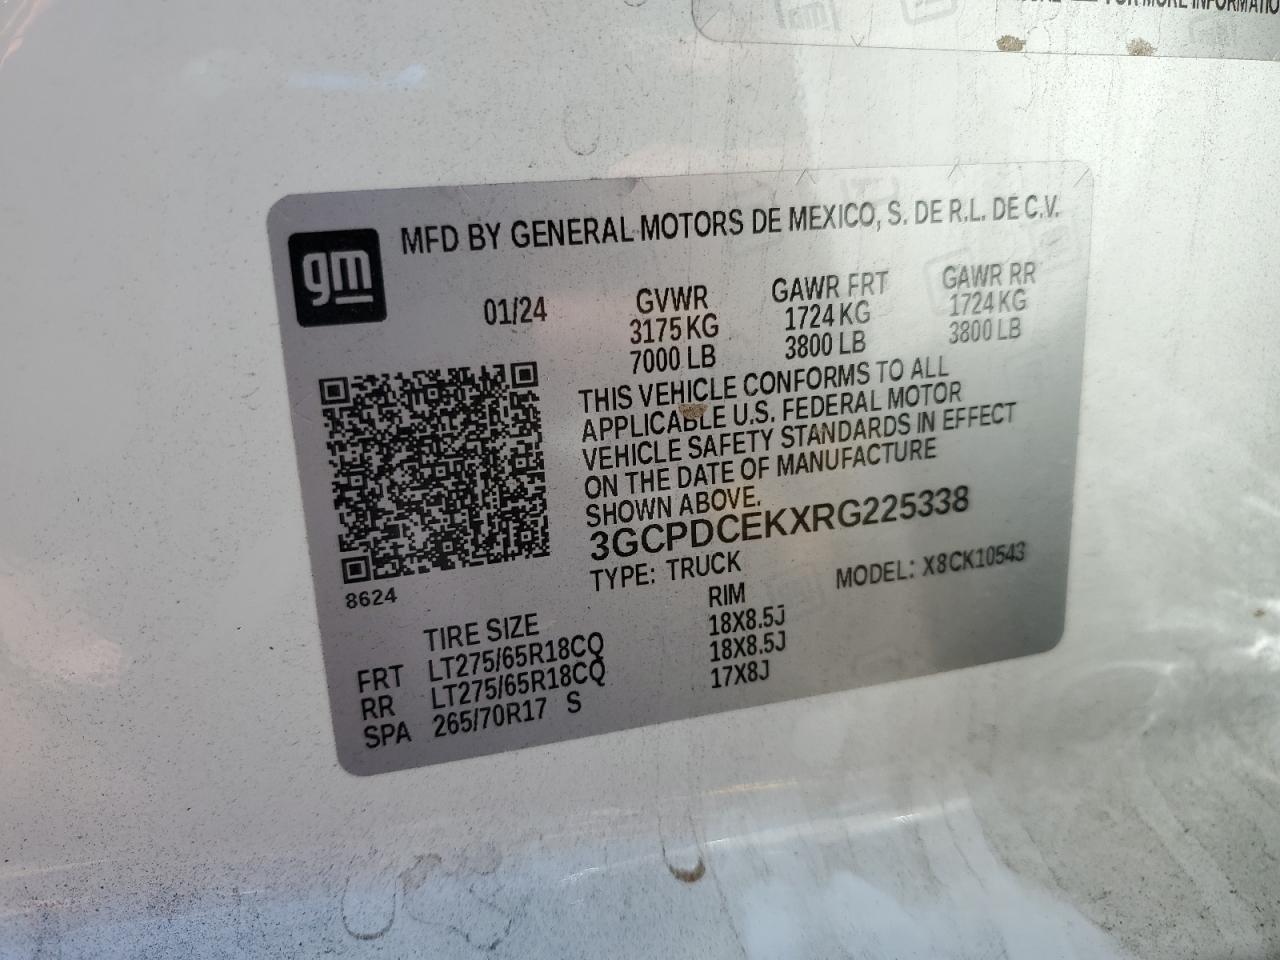 FOR MORE INFORMATIO
gm
MFD BY GENERAL MOTORS DE MEXICO, S. DE R.L. DE C.V.
01/24
GVWR GAWR FRT GAWR RR
3175 KG 1724 KG 1724 KG
7000 LB 3800 LB 3800 LB
THIS VEHICLE CONFORMS TO ALL
APPLICABLE U.S. FEDERAL MOTOR
VEHICLE SAFETY STANDARDS IN EFFECT
ON THE DATE OF MANUFACTURE
SHOWN ABOVE.
3GCPDCEKXRG225338
TYPE: TRUCK MODEL: X8CK10543
8624
TIRE SIZE RIM
FRT LT275/65R18CQ 18X8.5J
RR LT275/65R18CQ 18X8.5J
SPA 265/70R17 S 17X8J